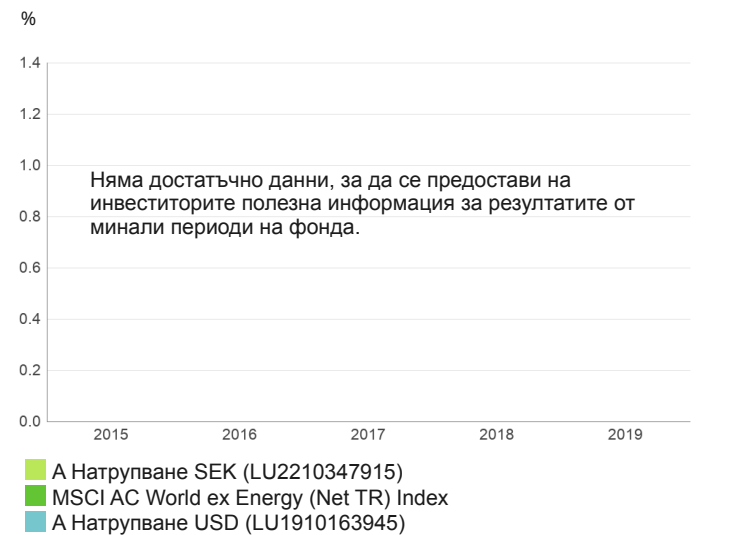 %
1.4
1.2
1.0
Няма достатъчно данни, за да се предостави на
инвеститорите полезна информация за резултатите от
минали периоди на фонда.
0.8
0.6
0.4
0.2
0.0
2015 2016 2017 2018 2019
А Натрупване SEK (LU2210347915)
MSCI AC World ex Energy (Net TR) Index
А Натрупване USD (LU1910163945)